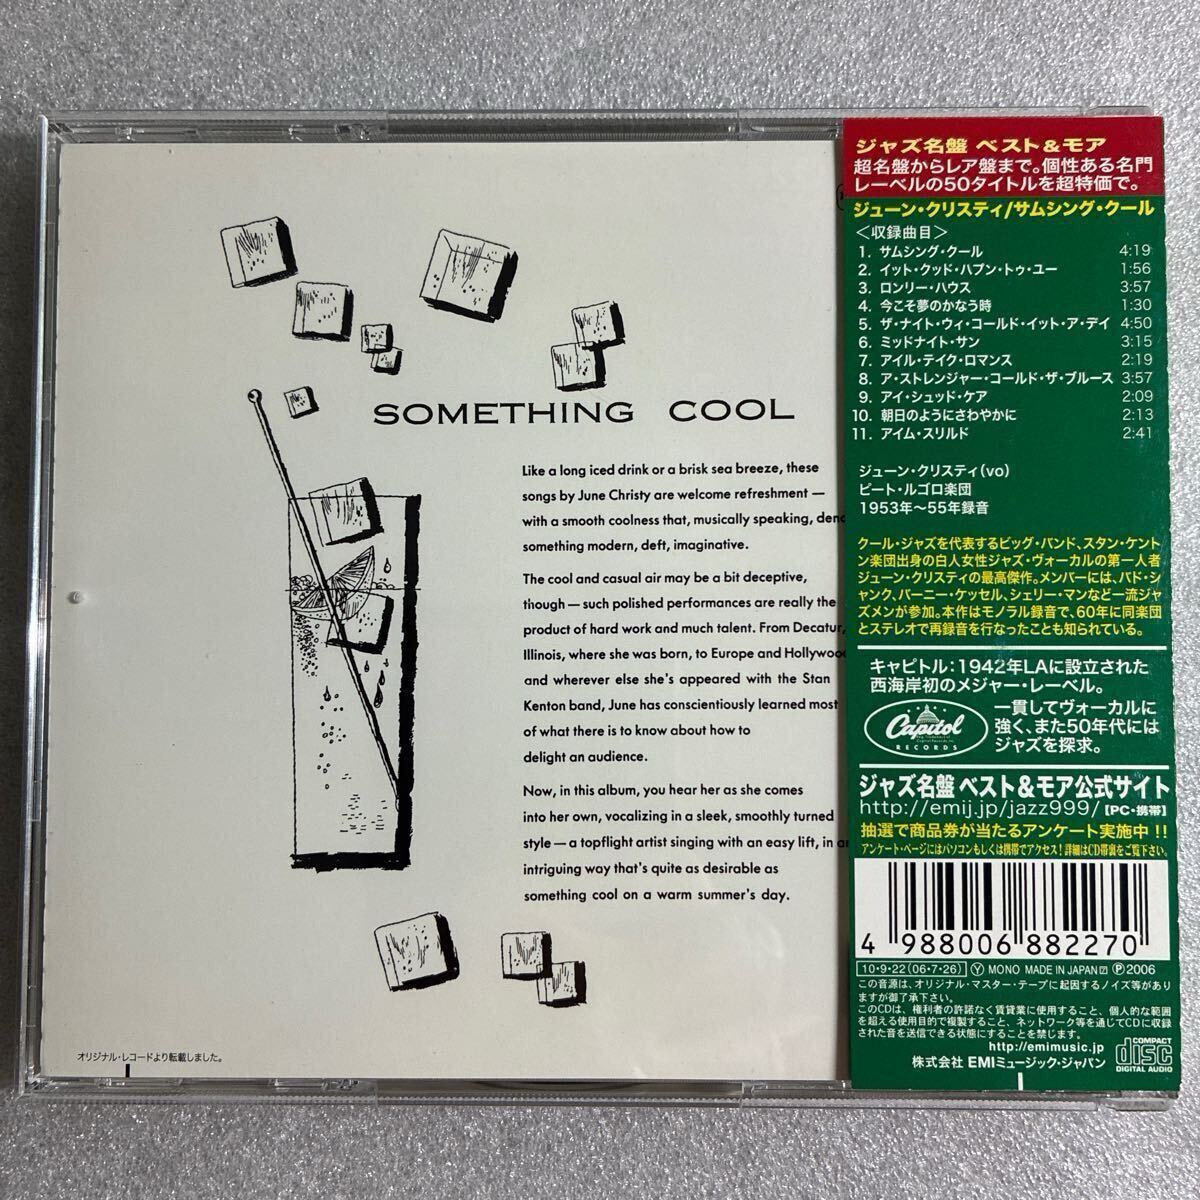 SOMETHING COOL
Like a long iced drink or a brisk sea breeze, these
songs by June Christy are welcome refreshment —
with a smooth coolness that, musically speaking,
something modern, deft, imaginative.
The cool and casual air may be a bit deceptive,
though — such polished performances are really the
product of hard work and much talent. From Decatur,
Illinois, where she was born, to Europe and Hollywood
and wherever else she's appeared with the Stan
Kenton band, June has conscientiously learned most
of what there is to know about how to
delight an audience.
Now, in this album, you hear her as she comes
into her own, vocalizing in a sleek, smoothly turned
style — a topflight artist singing with an easy lift, in
intriguing way that's quite as desirable as
something cool on a warm summer's day.
オリジナル・レコードより転載しました。
ジャズ名盤 ベスト&モア
超名盤からレア盤まで。個性ある名門
レーベルの50タイトルを超特価で。
ジューン・クリスティ/サムシング・クール
<収録曲目>
1. サムシング・クール 4:19
2. イット・クッド・ハプン・トゥ・ユー 1:56
3. ロンリー・ハウス 3:57
4. 今こそ夢のかなう時 1:30
5. ザ・ナイト・ウィ・コールド・イット・ア・デイ 4:50
6. ミッドナイト・サン 3:15
7. アイル・テイク・ロマンス 2:19
8. ア・ストレンジャー・コールド・ザ・ブルース 3:57
9. アイ・シュッド・ケア 2:09
10. 朝日のようにさわやかに 2:13
11. アイム・スリルド 2:41
ジューン・クリスティ(vo)
ピート・ルゴロ楽団
1953年〜55年録音
クール・ジャズを代表するビッグ・バンド、スタン・ケント
ン楽団出身の白人女性ジャズ・ヴォーカルの第一人者
ジューン・クリスティの最高傑作。メンバーには、バド・シ
ャンク、バーニー・ケッセル、シェリー・マンなど一流ジャ
ズメンが参加。本作はモノラル録音で、60年に同楽団
とステレオで再録音を行なったことも知られている。
キャピトル:1942年LAに設立された
西海岸初のメジャー・レーベル。
一貫してヴォーカルに
強く、また50年代には
ジャズを探求。
Capitol
RECORDS
ジャズ名盤 ベスト&モア公式サイト
http://emij.jp/jazz999/【PC・携帯】
抽選で商品券が当たるアンケート実施中!!
アンケート・ページにはパソコンもしくは携帯でアクセス!詳細はCD帯裏をご覧下さい。
4 988006 882270
10・9・22(06・7・26) Ⓨ MONO MADE IN JAPAN Ⓟ2006
この音源は、オリジナル・マスター・テープに起因するノイズ等があり
ますが御了承下さい。
このCDは、権利者の許諾なく賃貸業に使用すること、個人的な範囲
を超える使用目的で複製すること、ネットワーク等を通じてCDに収録
された音を送信できる状態にすることを禁じます。
http://emimusic.jp
株式会社 EMIミュージック・ジャパン
COMPACT
disc
DIGITAL AUDIO